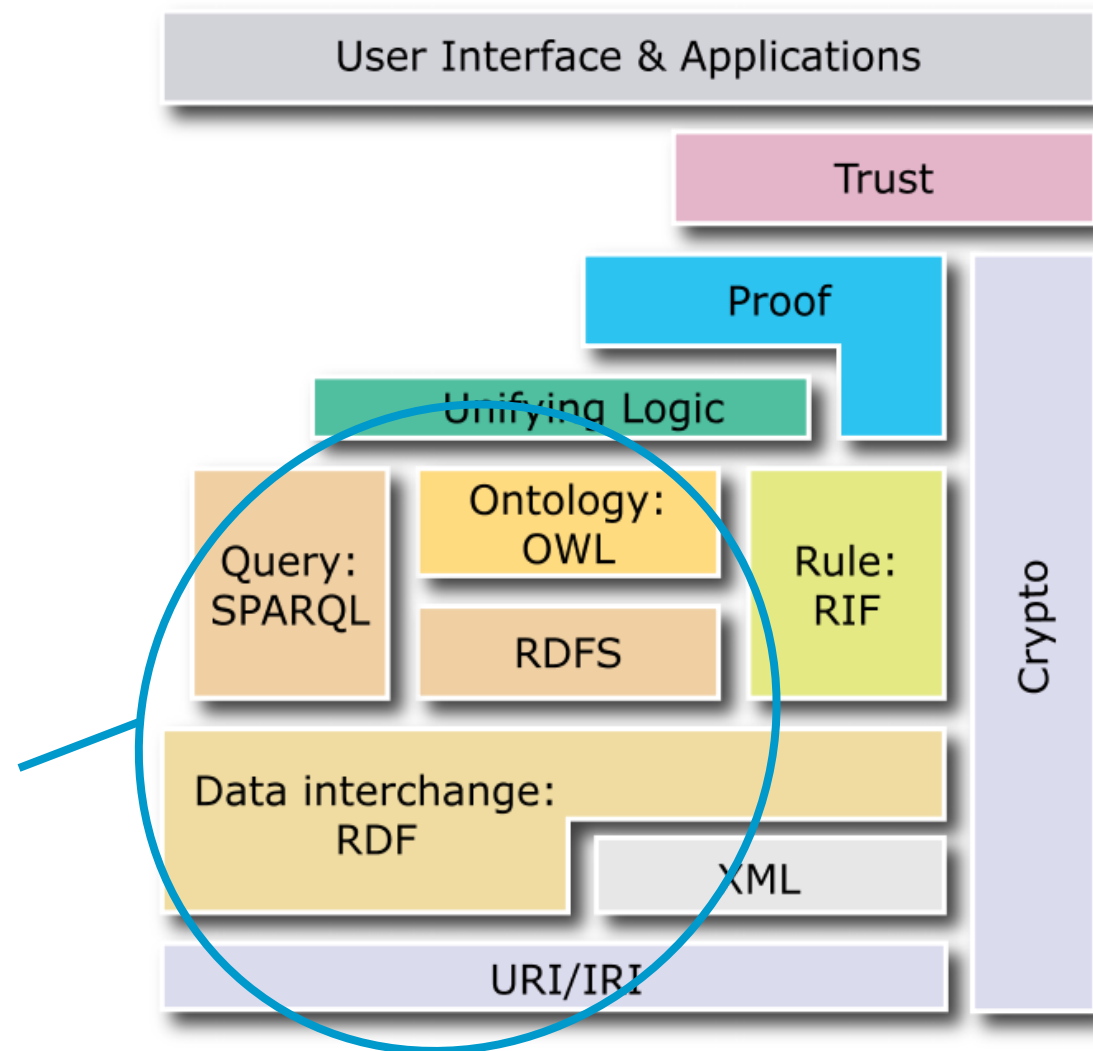 User Interface & Applications
Trust
Proof
Unifying Logic
Query:
SPARQL
Ontology:
OWL
RDFS
Rule:
RIF
Crypto
Data interchange:
RDF
XML
URI/IRI